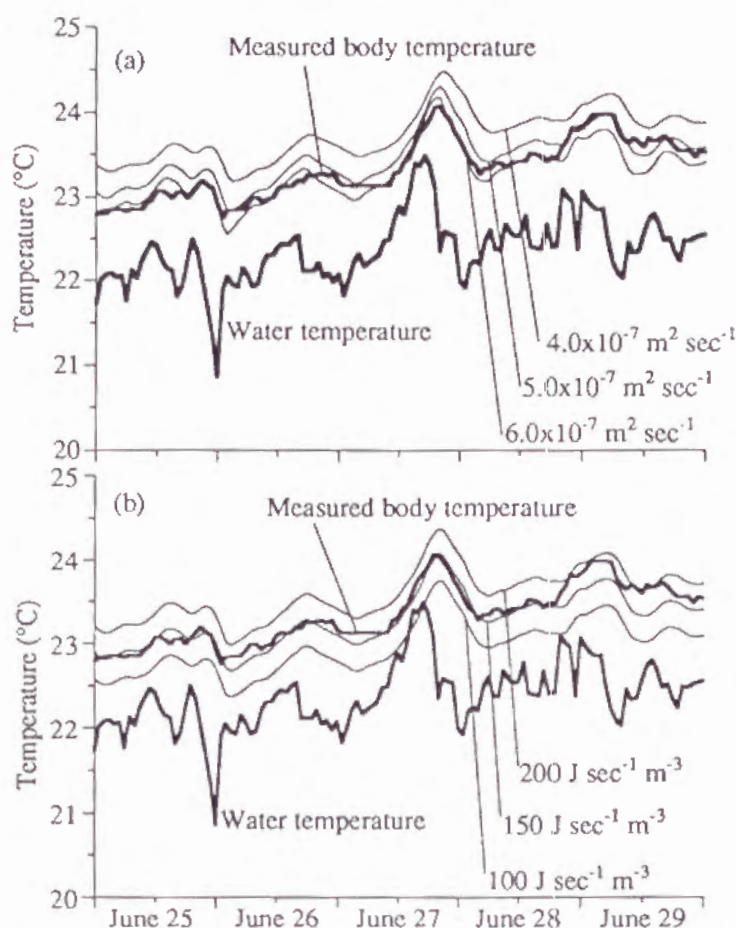 25
(a)
Measured body temperature
24
23
22
21
20
Temperature (°C)
Water temperature
4.0x10⁻⁷ m² sec⁻¹
5.0x10⁻⁷ m² sec⁻¹
6.0x10⁻⁷ m² sec⁻¹
25
(b)
Measured body temperature
24
23
22
21
20
Temperature (°C)
Water temperature
200 J sec⁻¹ m⁻³
150 J sec⁻¹ m⁻³
100 J sec⁻¹ m⁻³
June 25 June 26 June 27 June 28 June 29